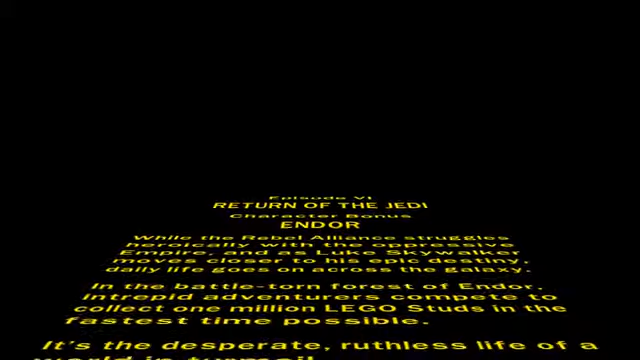 Episode VI
RETURN OF THE JEDI
Character Bonus
ENDOR
While the Rebel Alliance struggles
heroically with the oppressive
Empire, and as Luke Skywalker
moves closer to his epic destiny,
daily life goes on across the galaxy.
In the battle-torn forest of Endor,
intrepid adventurers compete to
collect one million LEGO Studs in the
fastest time possible.
It's the desperate, ruthless life of a
world in turmoil